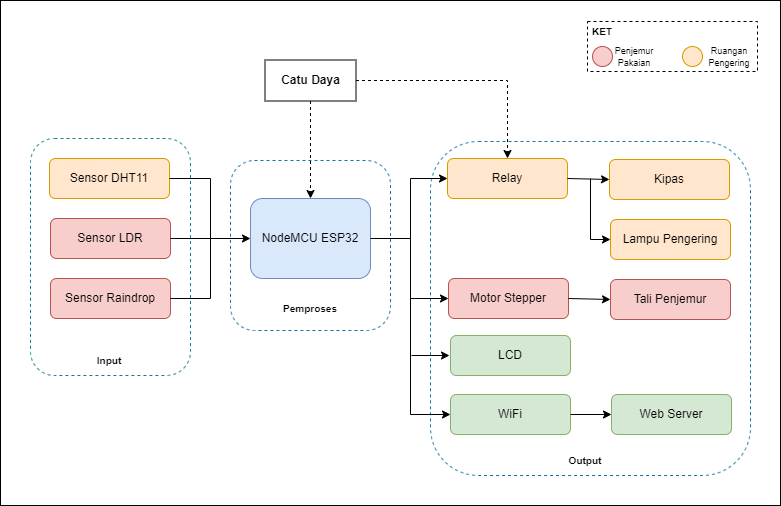 KET
Penjemur
Pakaian
Ruangan
Pengering
Catu Daya
Sensor DHT11
Sensor LDR
Sensor Raindrop
Input
NodeMCU ESP32
Pemproses
Relay
Kipas
Lampu Pengering
Motor Stepper
Tali Penjemur
LCD
WiFi
Web Server
Output